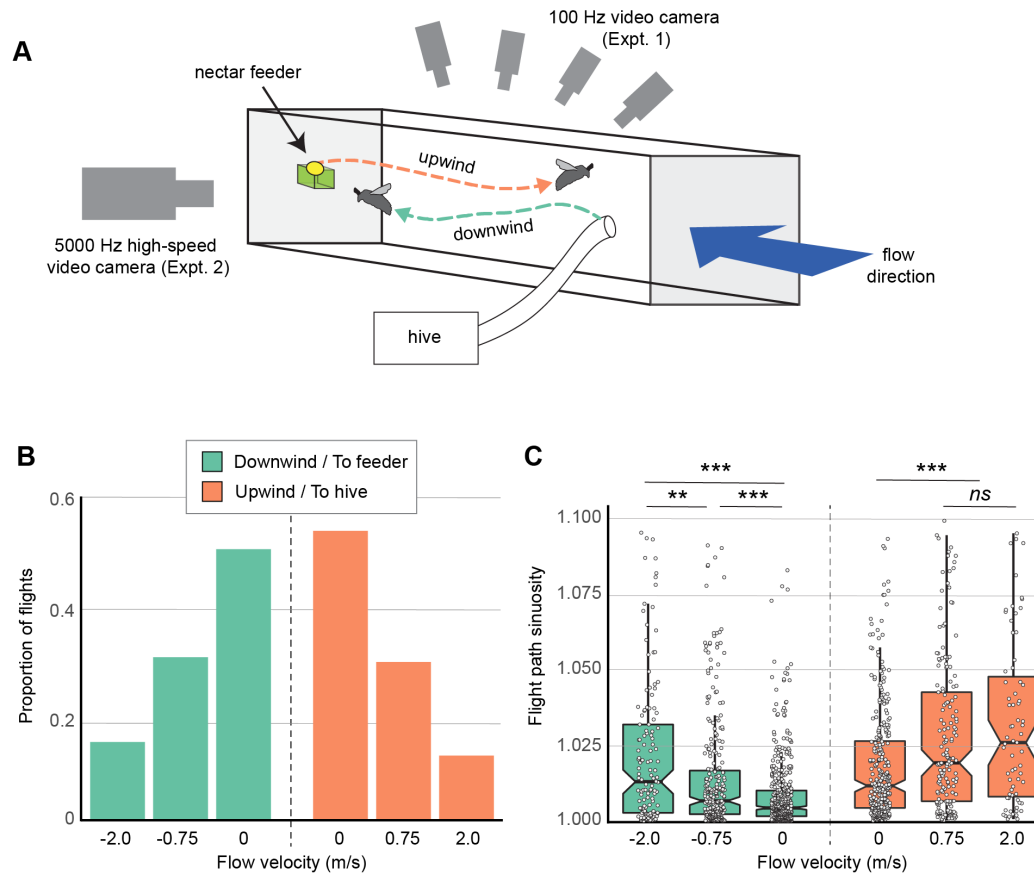 A
100 Hz video camera
(Expt. 1)
nectar feeder
upwind
downwind
5000 Hz high-speed
video camera (Expt. 2)
flow
direction
hive
B
Downwind / To feeder
Upwind / To hive
0.6
0.4
0.2
0
Proportion of flights
-2.0 -0.75 0 0 0.75 2.0
Flow velocity (m/s)
C
*** ***
** *** ns
1.100
1.075
1.050
1.025
1.000
Flight path sinuosity
-2.0 -0.75 0 0 0.75 2.0
Flow velocity (m/s)